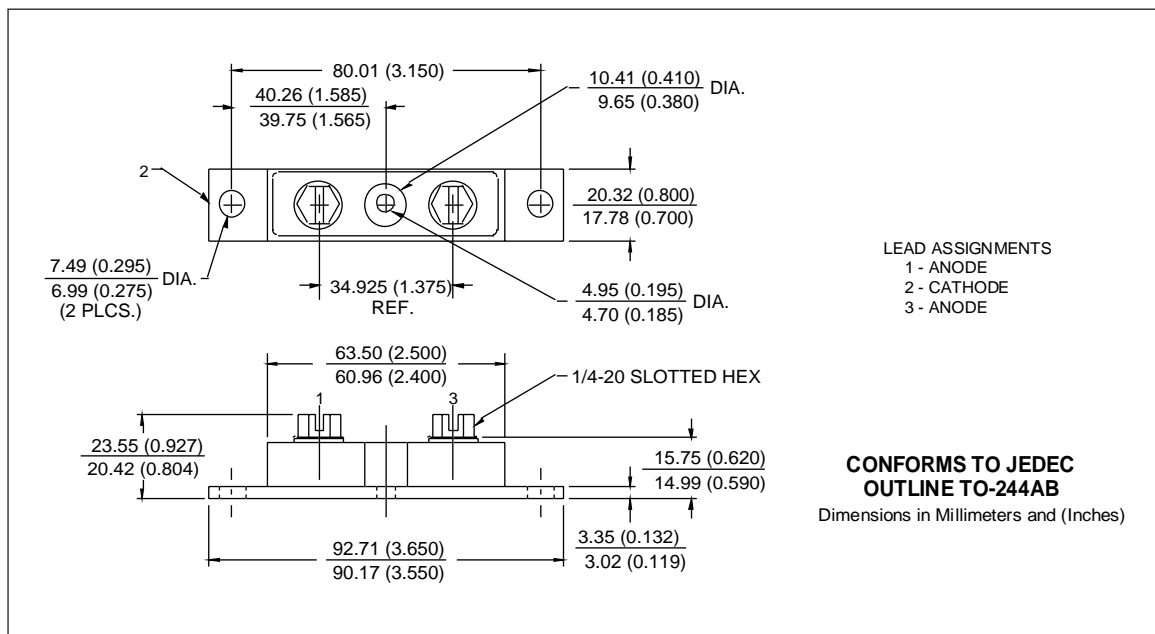 80.01 (3.150)
40.26 (1.585)
39.75 (1.565)
10.41 (0.410)
9.65 (0.380)
DIA.
2
20.32 (0.800)
17.78 (0.700)
7.49 (0.295)
6.99 (0.275)
DIA.
(2 PLCS.)
34.925 (1.375)
REF.
4.95 (0.195)
4.70 (0.185)
DIA.
LEAD ASSIGNMENTS
1 - ANODE
2 - CATHODE
3 - ANODE
63.50 (2.500)
60.96 (2.400)
1/4-20 SLOTTED HEX
1
3
23.55 (0.927)
20.42 (0.804)
15.75 (0.620)
14.99 (0.590)
3.35 (0.132)
3.02 (0.119)
92.71 (3.650)
90.17 (3.550)
CONFORMS TO JEDEC
OUTLINE TO-244AB
Dimensions in Millimeters and (Inches)